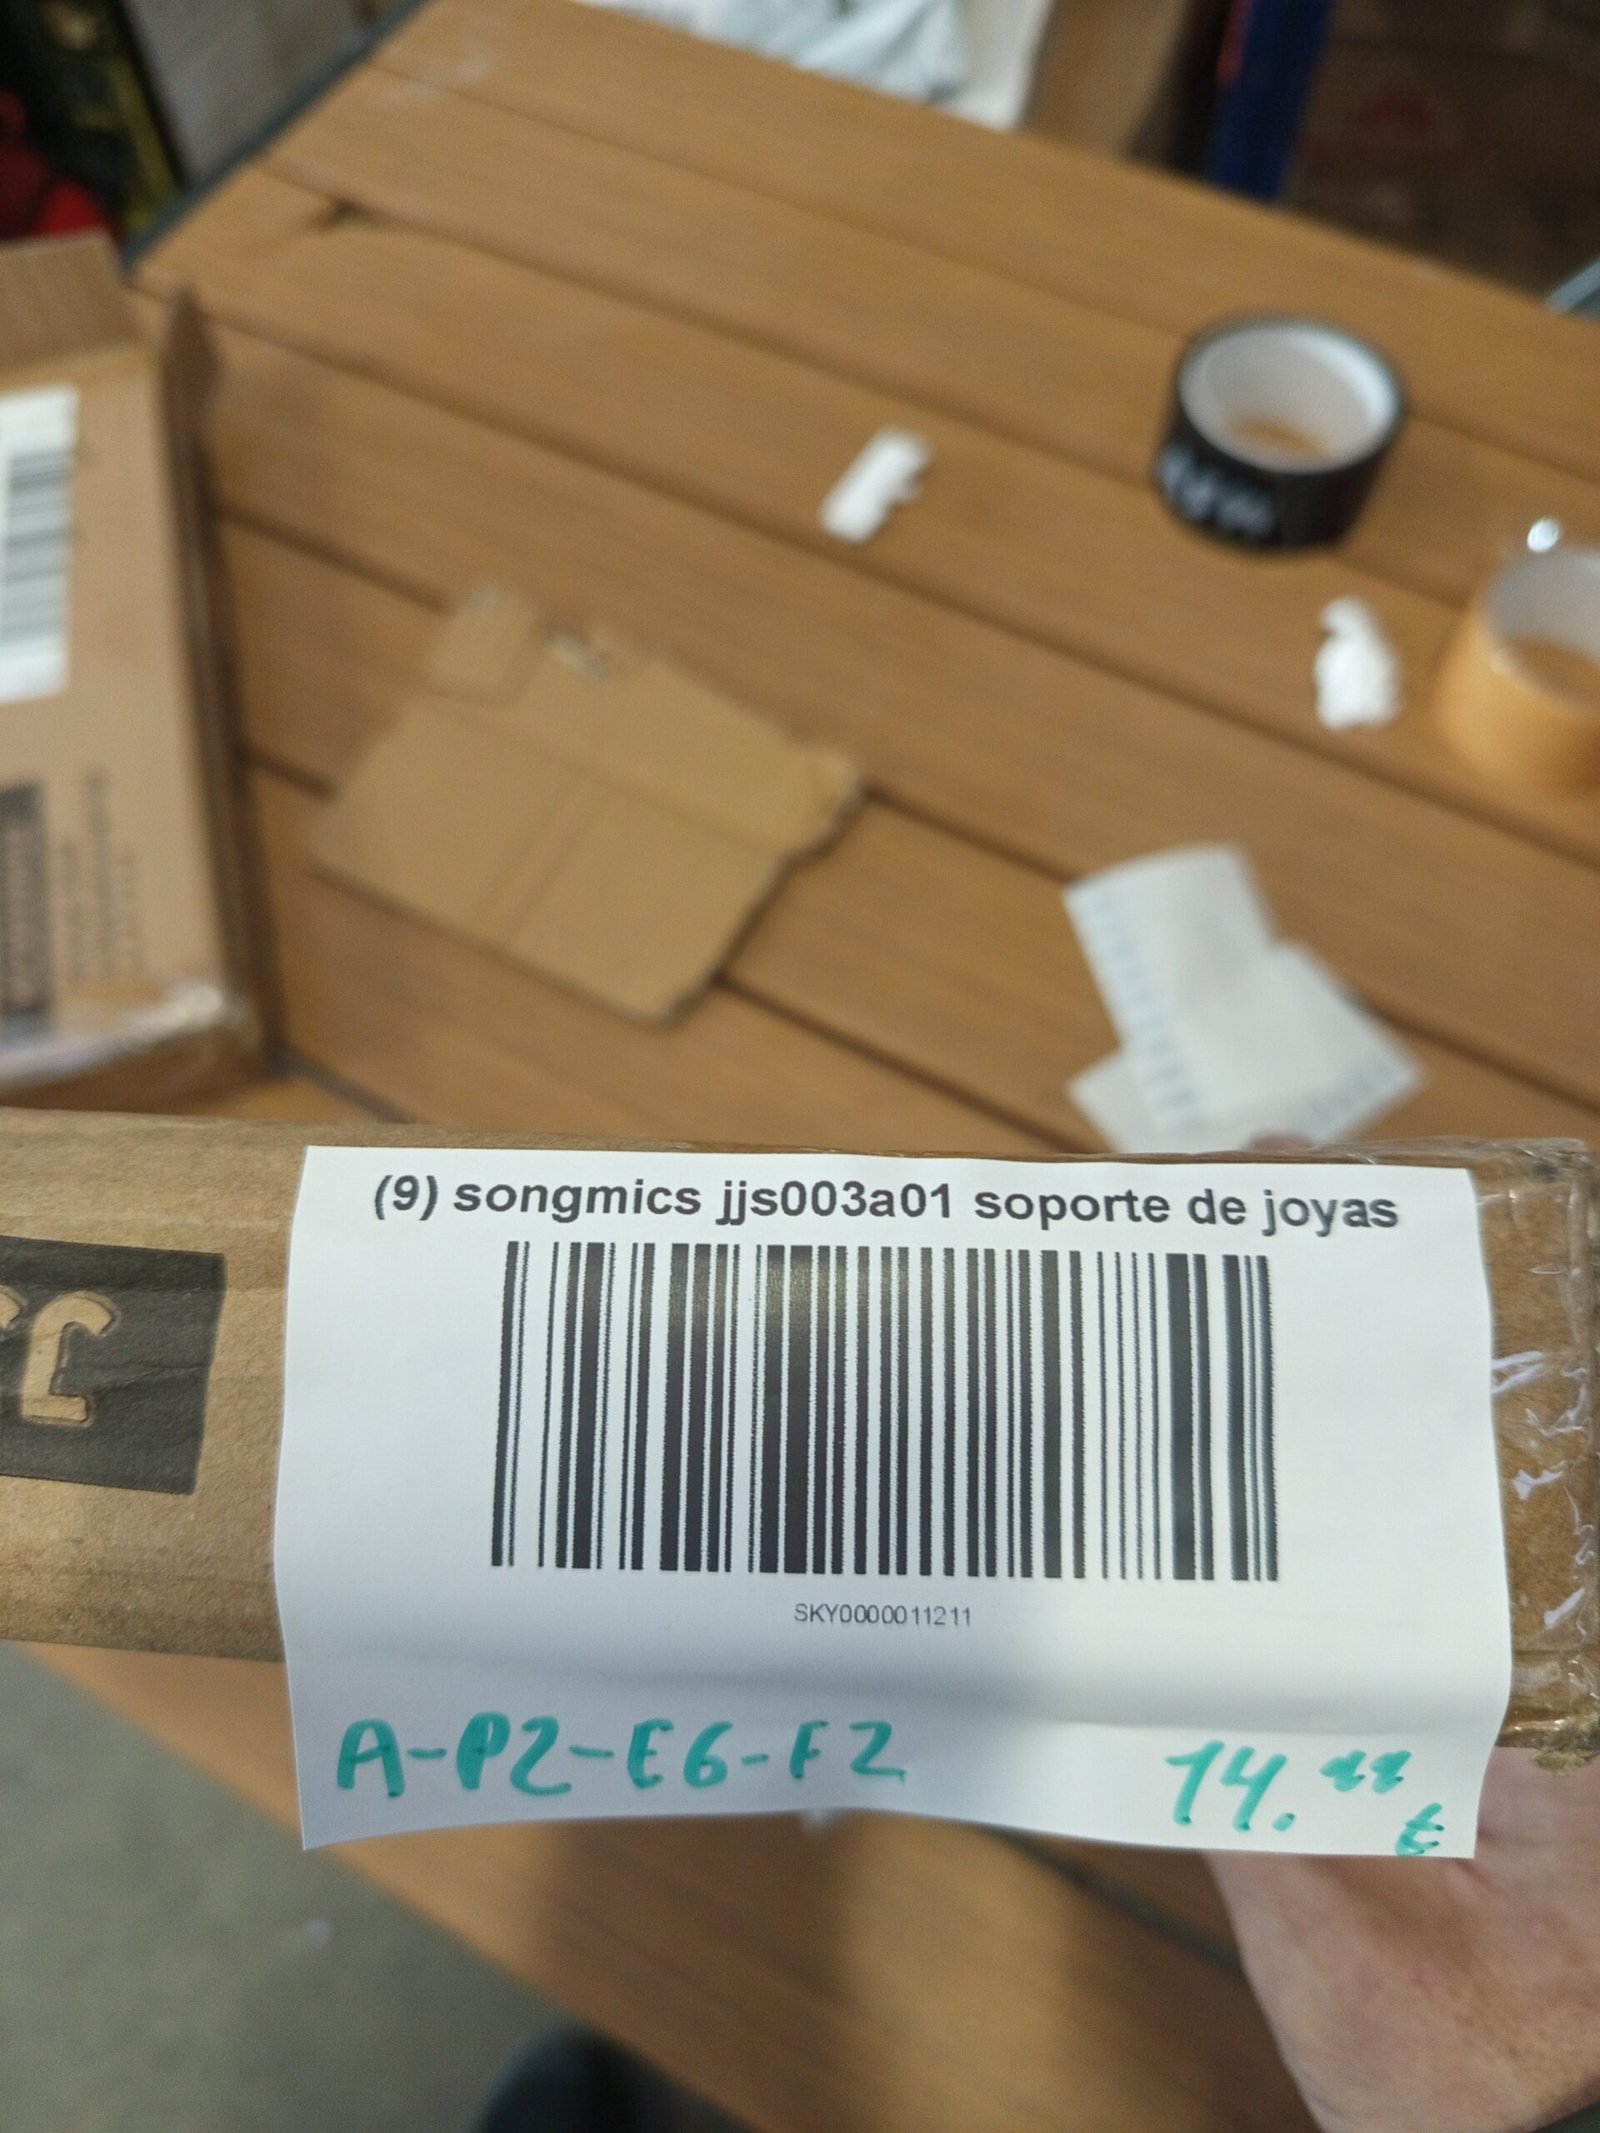 (9) songmics jjs003a01 soporte de joyas
SKY0000011211
A-P2-E6-F2
14.